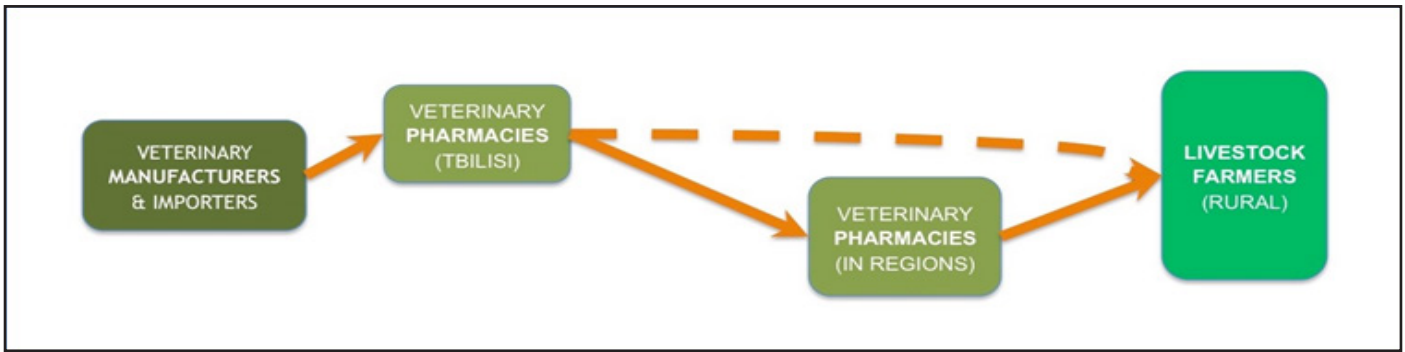 VETERINARY
MANUFACTURERS
& IMPORTERS
VETERINARY
PHARMACIES
(TBILISI)
VETERINARY
PHARMACIES
(IN REGIONS)
LIVESTOCK
FARMERS
(RURAL)